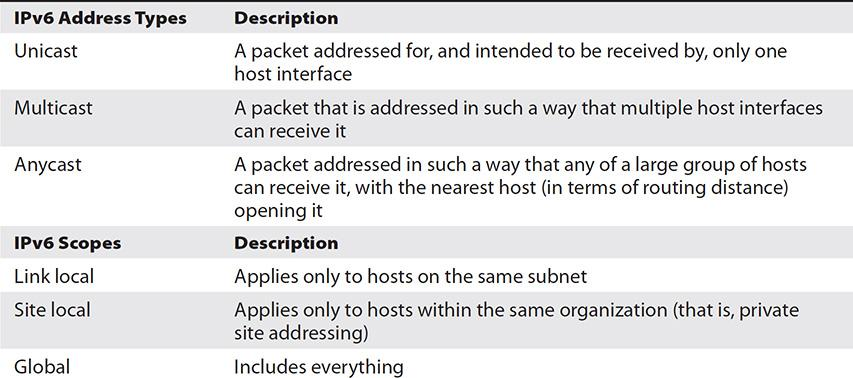 IPv6 Address Types Description
Unicast A packet addressed for, and intended to be received by, only one
host interface
Multicast A packet that is addressed in such a way that multiple host interfaces
can receive it
Anycast A packet addressed in such a way that any of a large group of hosts
can receive it, with the nearest host (in terms of routing distance)
opening it
IPv6 Scopes Description
Link local Applies only to hosts on the same subnet
Site local Applies only to hosts within the same organization (that is, private
site addressing)
Global Includes everything